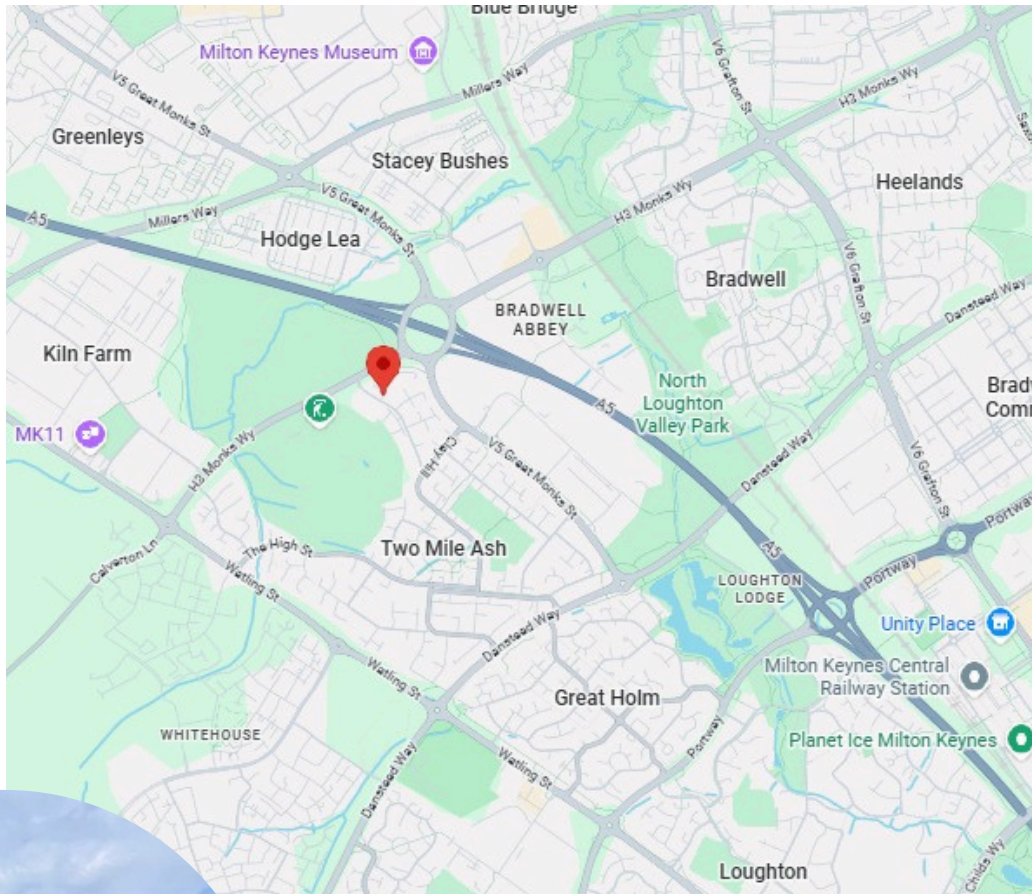 Blue Bridge
Milton Keynes Museum
Millers Way
V6 Grafton St
H3 Monks Wy
V5 Great Monks St
Greenleys
Stacey Bushes
Heelands
V5 Great Monks St
H3 Monks Wy
Millers Way
A5
Hodge Lea
V6 Grafton St
Bradwell
Dansteed Way
BRADWELL
ABBEY
Kiln Farm
North
Loughton
Valley Park
A5
MK11
H3 Monks Wy
Clay Hill
V5 Great Monks St
Dansteed Way
V6 Grafton St
Portway
Calverton Ln
The High St
Two Mile Ash
A5
Portway
Watling St
LOUGHTON
LODGE
Unity Place
Dansteed Way
Milton Keynes Central
Railway Station
Watling St
Great Holm
WHITEHOUSE
Portway
Planet Ice Milton Keynes
Dansteed Way
Watling St
Loughton